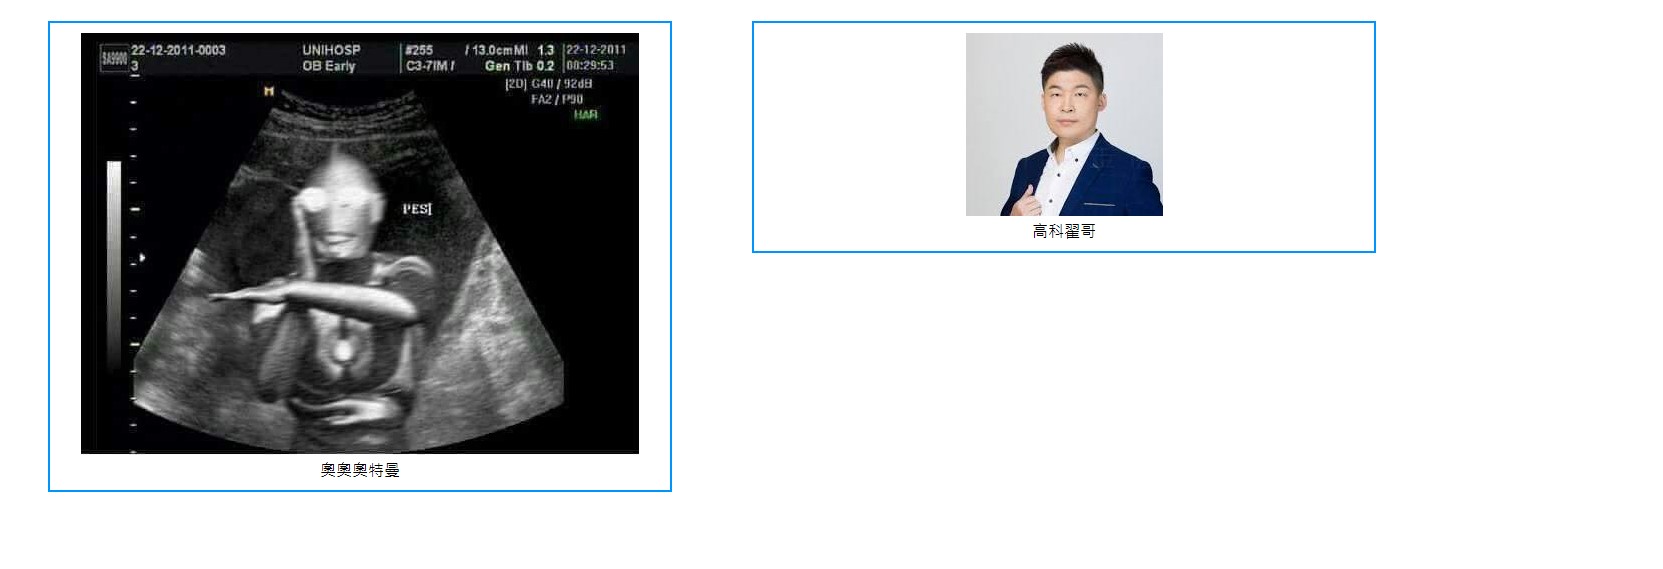 SA9900
22-12-2011-0003
3
UNIHOSP
OB Early
#255 / 13.0cm MI 1.3
C3-7IM / Gen TIb 0.2
22-12-2011
00:29:53
[2D] G40 / 92dB
FA2 / P90
HAR
M
PESI
奧奧奧特曼
高科翟哥